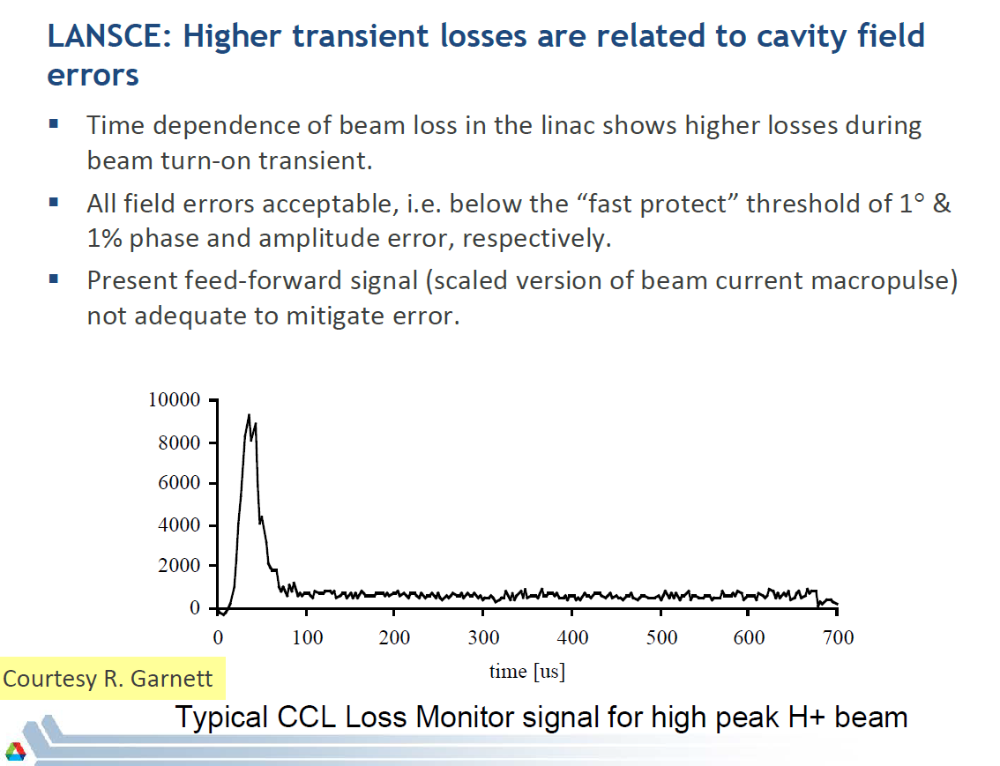 LANSCE: Higher transient losses are related to cavity field
errors
▪ Time dependence of beam loss in the linac shows higher losses during
beam turn-on transient.
▪ All field errors acceptable, i.e. below the “fast protect” threshold of 1° &
1% phase and amplitude error, respectively.
▪ Present feed-forward signal (scaled version of beam current macropulse)
not adequate to mitigate error.
10000
8000
6000
4000
2000
0
0 100 200 300 400 500 600 700
time [us]
Courtesy R. Garnett
Typical CCL Loss Monitor signal for high peak H+ beam